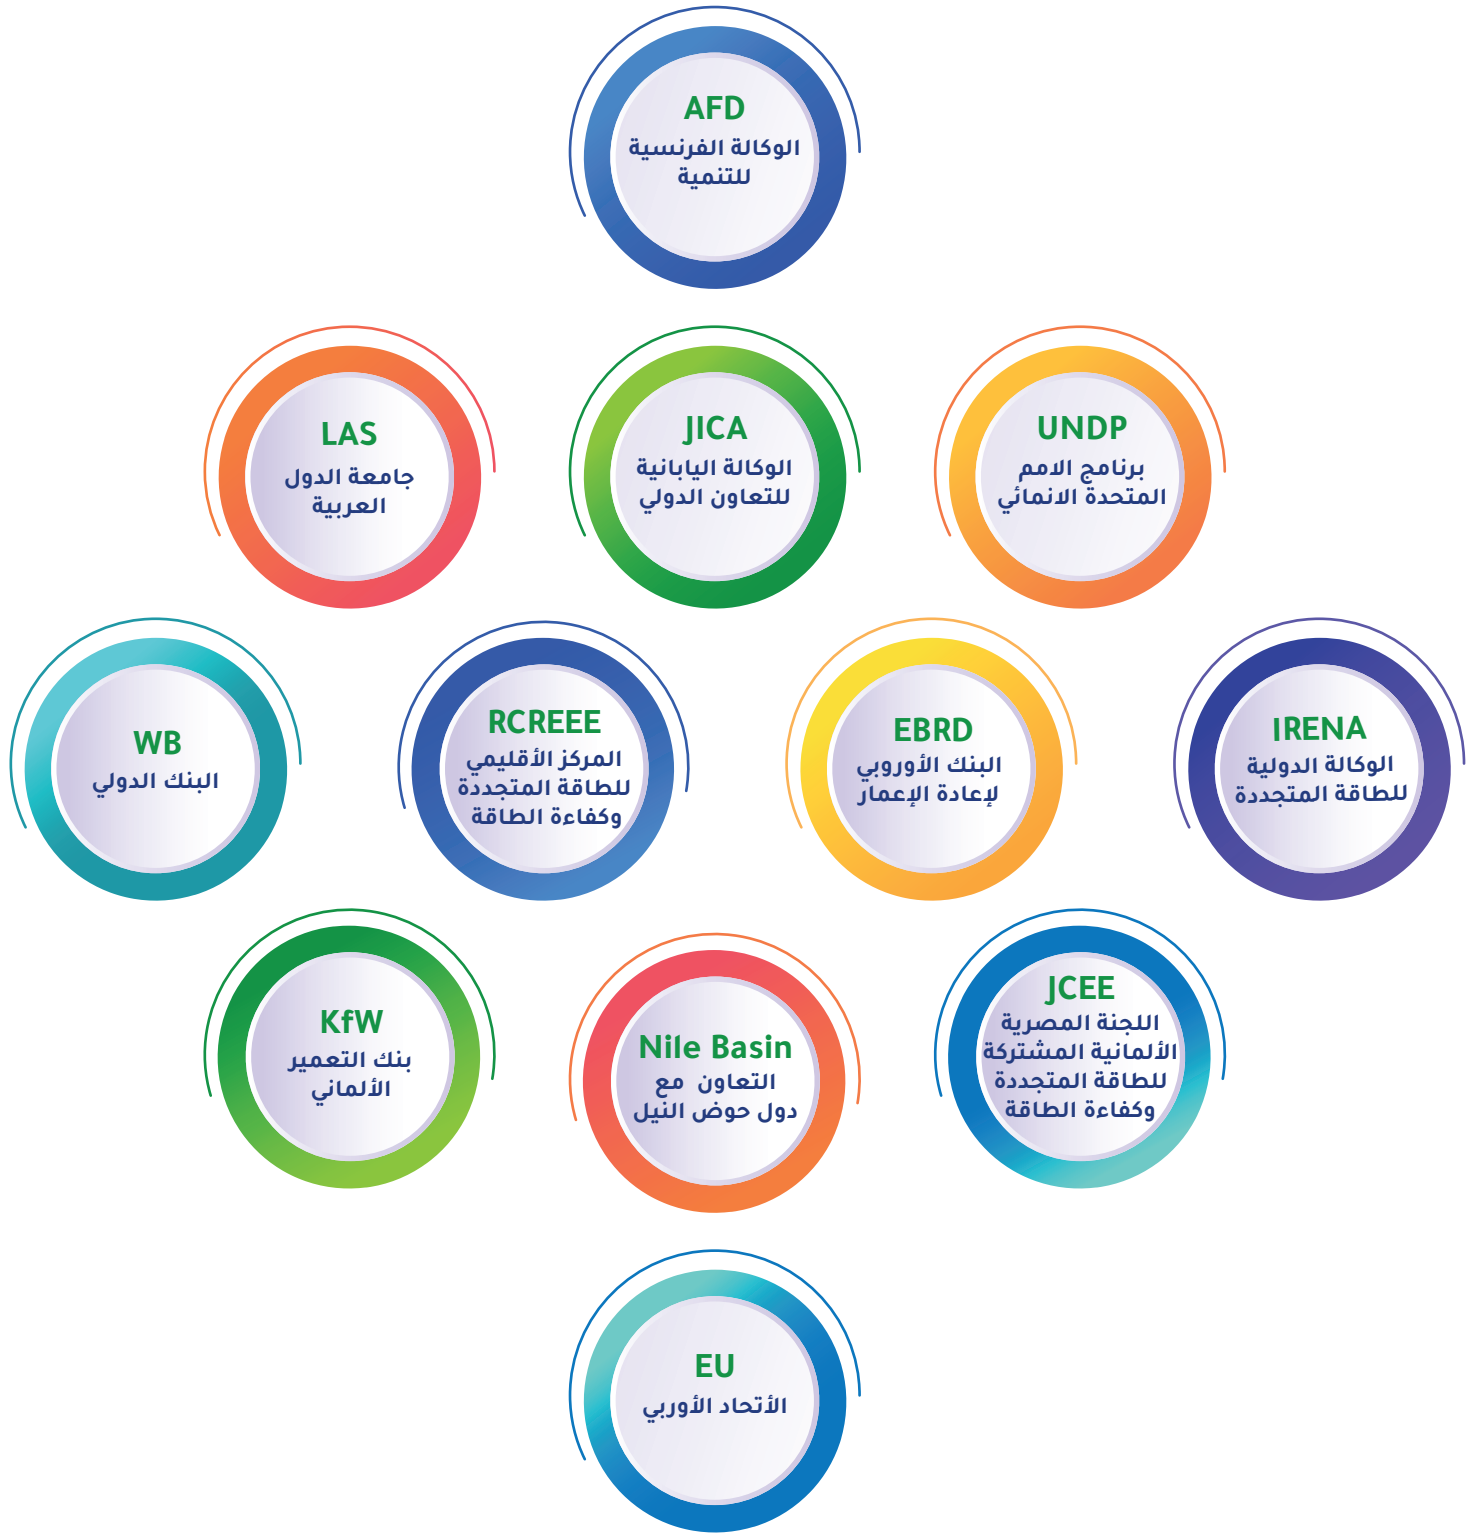 AFD
الوكالة الفرنسية
للتنمية
UNDP
برنامج الامم
المتحدة الانمائي
JICA
الوكالة اليابانية
للتعاون الدولي
LAS
جامعة الدول
العربية
IRENA
الوكالة الدولية
للطاقة المتجددة
EBRD
البنك الأوروبي
لإعادة الإعمار
RCREEE
المركز الأقليمي
للطاقة المتجددة
وكفاءة الطاقة
WB
البنك الدولي
JCEE
اللجنة المصرية
الألمانية المشتركة
للطاقة المتجددة
وكفاءة الطاقة
Nile Basin
التعاون مع
دول حوض النيل
KfW
بنك التعمير
الألماني
EU
الأتحاد الأوربي